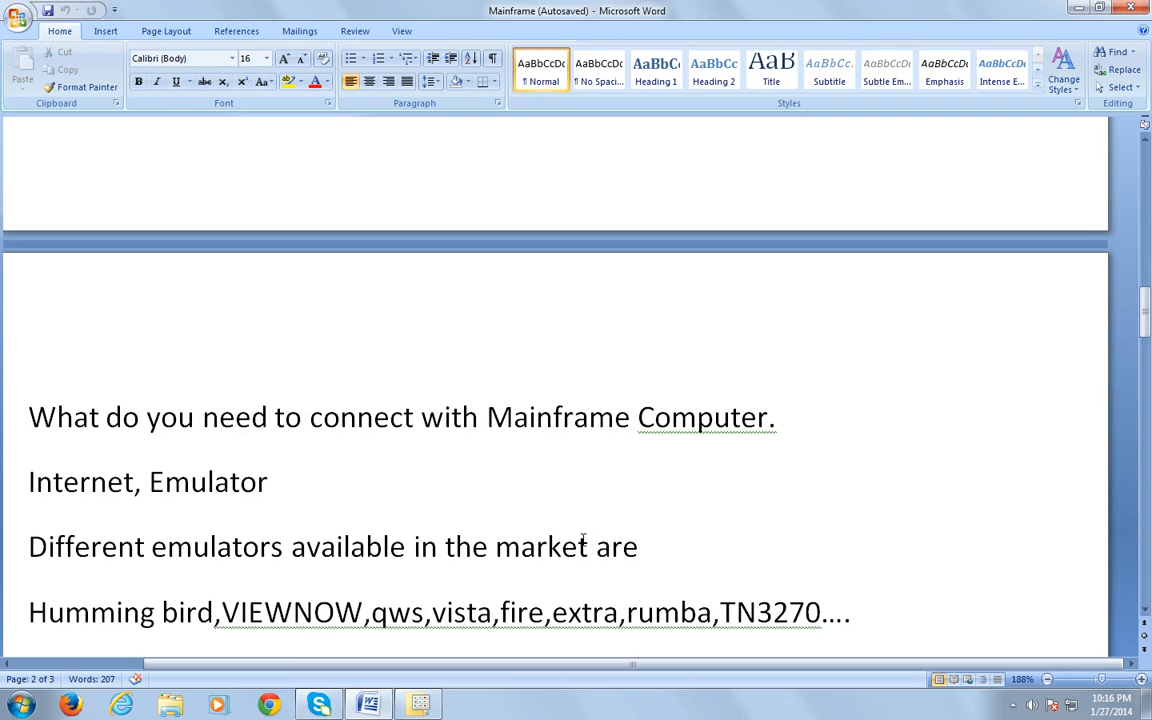 Mainframe (Autosaved) - Microsoft Word
Home Insert Page Layout References Mailings Review View
Paste
Cut
Copy
Format Painter
Clipboard
Calibri (Body) 16
Font
Paragraph
AaBbCcDc AaBbCcDc AaBbC AaBbCc AaB AaBbCc. AaBbCcDc AaBbCcDc AaBbCcDc
¶ Normal ¶ No Spaci... Heading 1 Heading 2 Title Subtitle Subtle Em... Emphasis Intense E...
Change Styles
Styles
Find
Replace
Select
Editing
What do you need to connect with Mainframe Computer.
Internet, Emulator
Different emulators available in the market are
Humming bird,VIEWNOW,qws,vista,fire,extra,rumba,TN3270....
Page: 2 of 3 Words: 207 188%
10:16 PM
1/27/2014